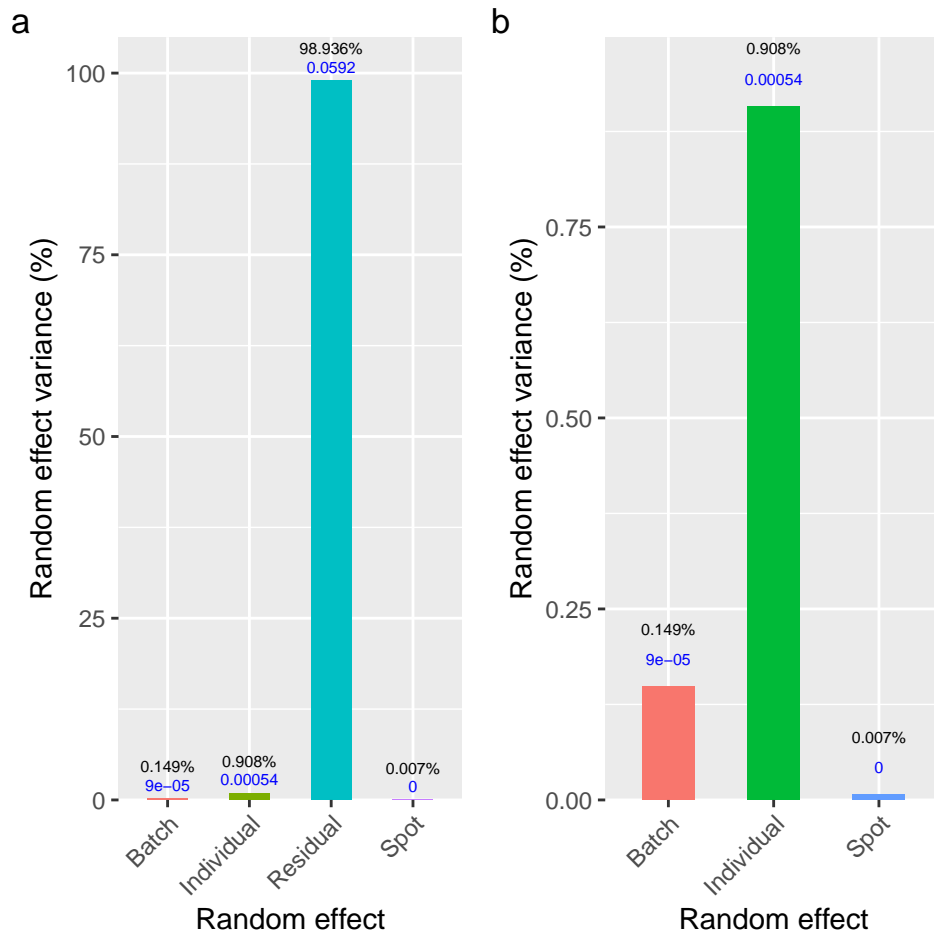 a
98.936%
0.0592
100
75
50
25
0
Random effect variance (%)
0.149%
9e−05
0.908%
0.00054
0.007%
0
Batch
Individual
Residual
Spot
Random effect
b
0.908%
0.00054
0.75
0.50
0.25
0.00
Random effect variance (%)
0.149%
9e−05
0.007%
0
Batch
Individual
Spot
Random effect